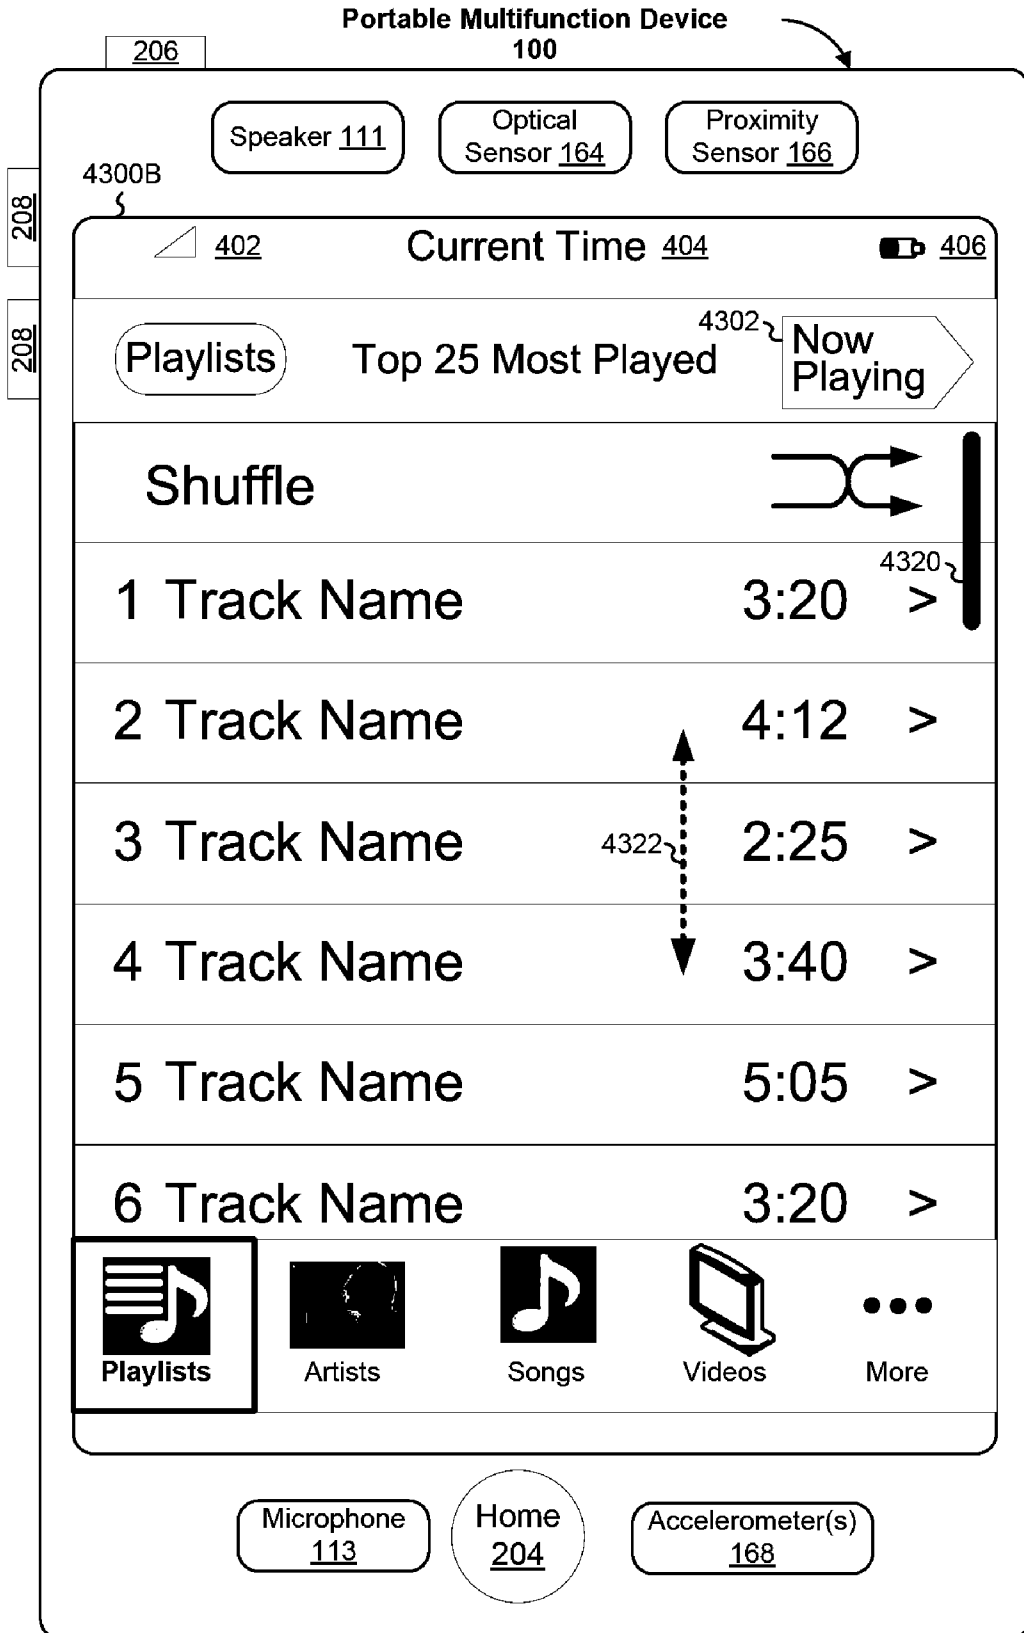 Portable Multifunction Device
100
206
Speaker 111
Optical
Sensor 164
Proximity
Sensor 166
4300B
208
402
Current Time 404
406
208
Playlists
Top 25 Most Played
4302
Now
Playing
Shuffle
4320
1 Track Name 3:20 >
2 Track Name 4:12 >
3 Track Name 2:25 >
4322
4 Track Name 3:40 >
5 Track Name 5:05 >
6 Track Name 3:20 >
Playlists
Artists
Songs
Videos
More
Microphone
113
Home
204
Accelerometer(s)
168